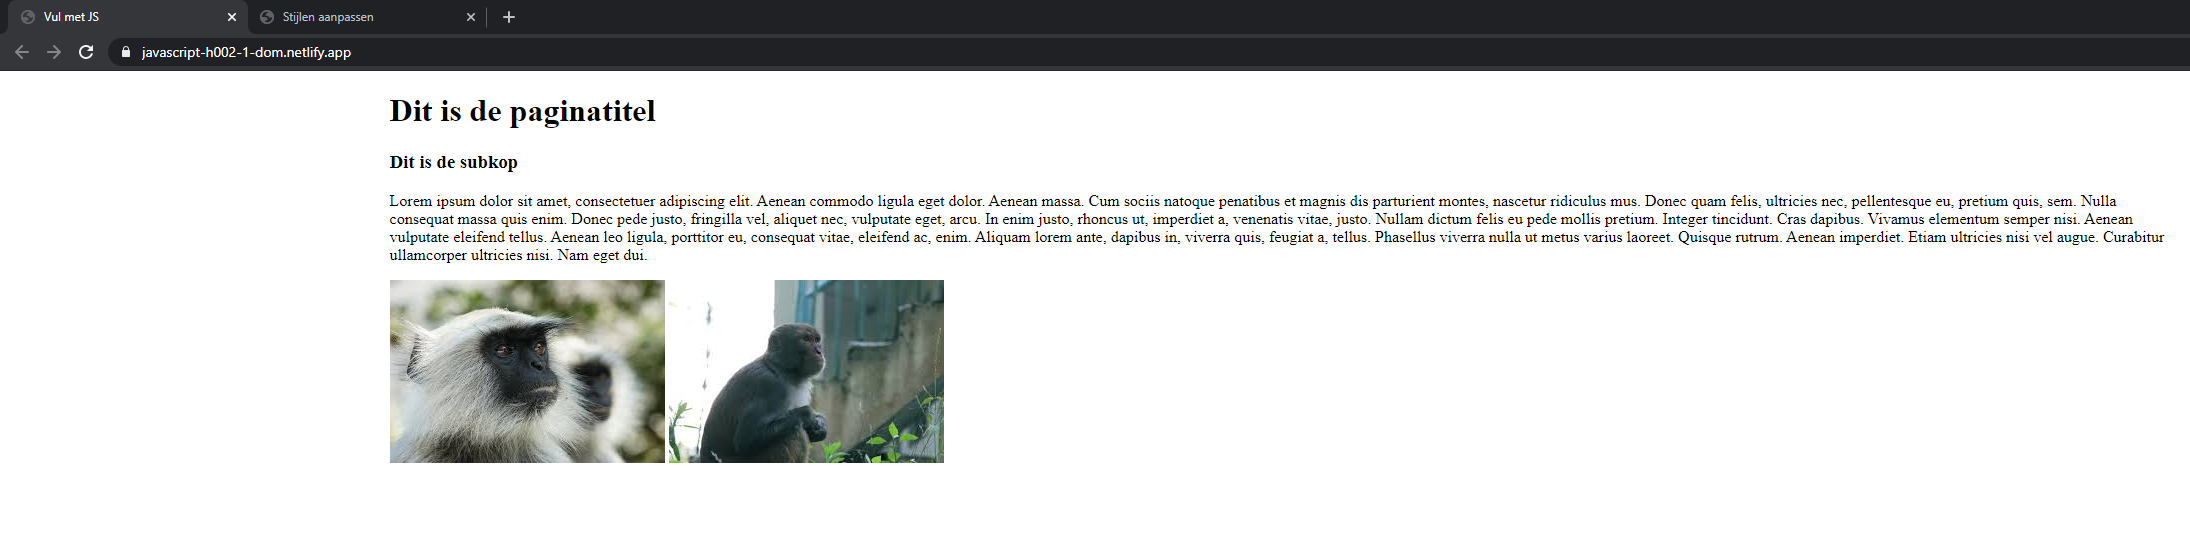 Vul met JS
Stijlen aanpassen
javascript-h002-1-dom.netlify.app
Dit is de paginatitel
Dit is de subkop
Lorem ipsum dolor sit amet, consectetuer adipiscing elit. Aenean commodo ligula eget dolor. Aenean massa. Cum sociis natoque penatibus et magnis dis parturient montes, nascetur ridiculus mus. Donec quam felis, ultricies nec, pellentesque eu, pretium quis, sem. Nulla
consequat massa quis enim. Donec pede justo, fringilla vel, aliquet nec, vulputate eget, arcu. In enim justo, rhoncus ut, imperdiet a, venenatis vitae, justo. Nullam dictum felis eu pede mollis pretium. Integer tincidunt. Cras dapibus. Vivamus elementum semper nisi. Aenean
vulputate eleifend tellus. Aenean leo ligula, porttitor eu, consequat vitae, eleifend ac, enim. Aliquam lorem ante, dapibus in, viverra quis, feugiat a, tellus. Phasellus viverra nulla ut metus varius laoreet. Quisque rutrum. Aenean imperdiet. Etiam ultricies nisi vel augue. Curabitur
ullamcorper ultricies nisi. Nam eget dui.